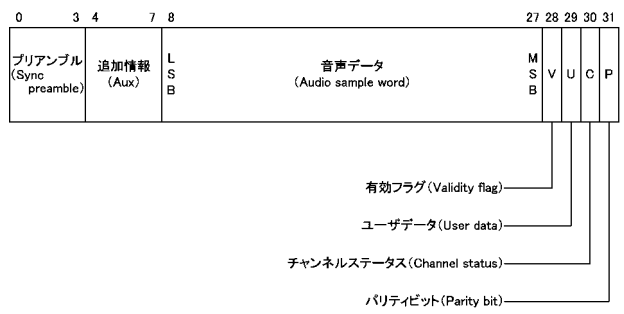 0 3 4 7 8 27 28 29 30 31
プリアンブル
(Sync
preamble)
追加情報
(Aux)
LSB
音声データ
(Audio sample word)
MSB
V
U
C
P
有効フラグ(Validity flag)
ユーザデータ(User data)
チャンネルステータス(Channel status)
パリティビット(Parity bit)